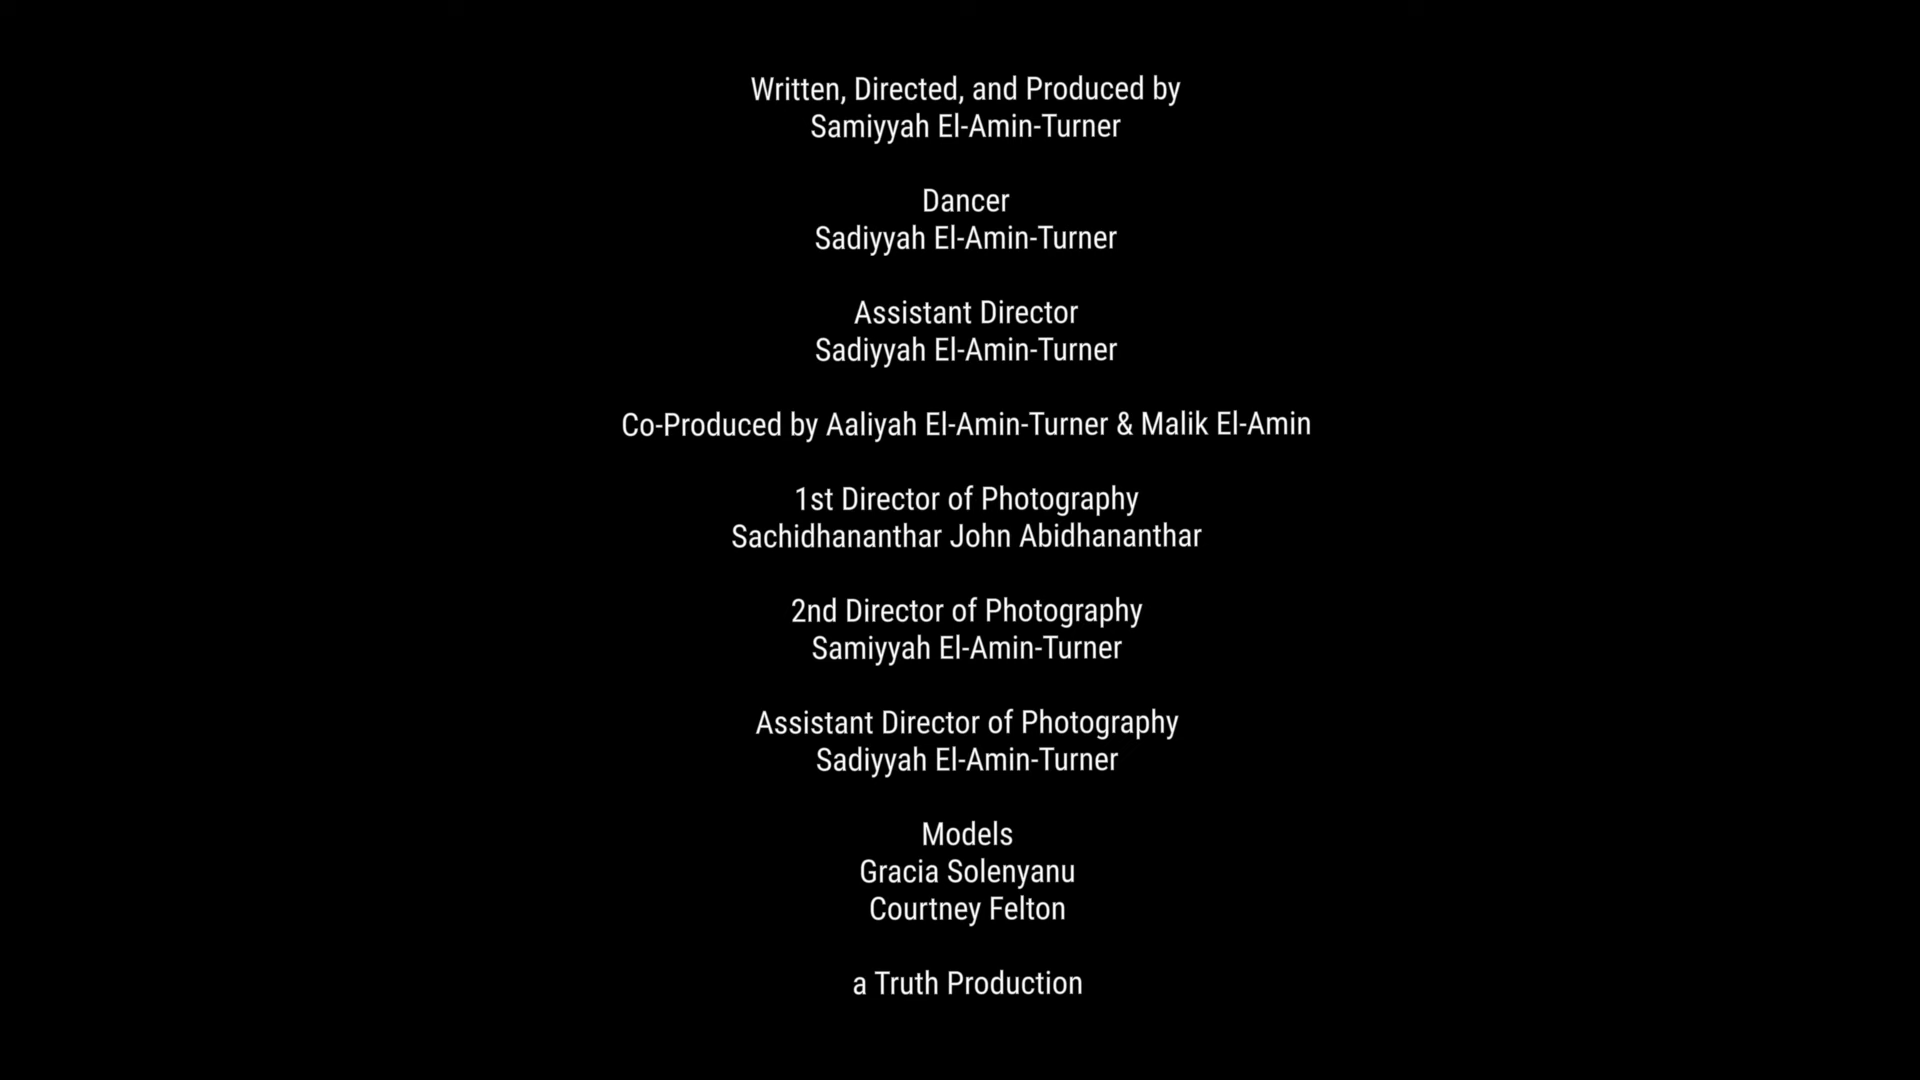 Written, Directed, and Produced by
Samiyyah El-Amin-Turner
Dancer
Sadiyyah El-Amin-Turner
Assistant Director
Sadiyyah El-Amin-Turner
Co-Produced by Aaliyah El-Amin-Turner & Malik El-Amin
1st Director of Photography
Sachidhananthar John Abidhananthar
2nd Director of Photography
Samiyyah El-Amin-Turner
Assistant Director of Photography
Sadiyyah El-Amin-Turner
Models
Gracia Solenyanu
Courtney Felton
a Truth Production